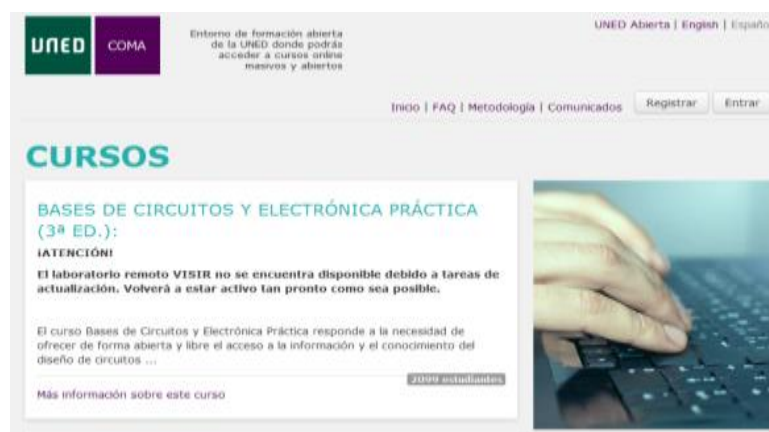 UNED
COMA
Entorno de formación abierta
de la UNED donde podrás
acceder a cursos online
masivos y abiertos
UNED Abierta | English | Españo
Inicio | FAQ | Metodología | Comunicados
Registrar
Entrar
CURSOS
BASES DE CIRCUITOS Y ELECTRÓNICA PRÁCTICA
(3ª ED.):
¡ATENCIÓN!
El laboratorio remoto VISIR no se encuentra disponible debido a tareas de
actualización. Volverá a estar activo tan pronto como sea posible.
El curso Bases de Circuitos y Electrónica Práctica responde a la necesidad de
ofrecer de forma abierta y libre el acceso a la información y el conocimiento del
diseño de circuitos ...
2099 estudiantes
Más información sobre este curso